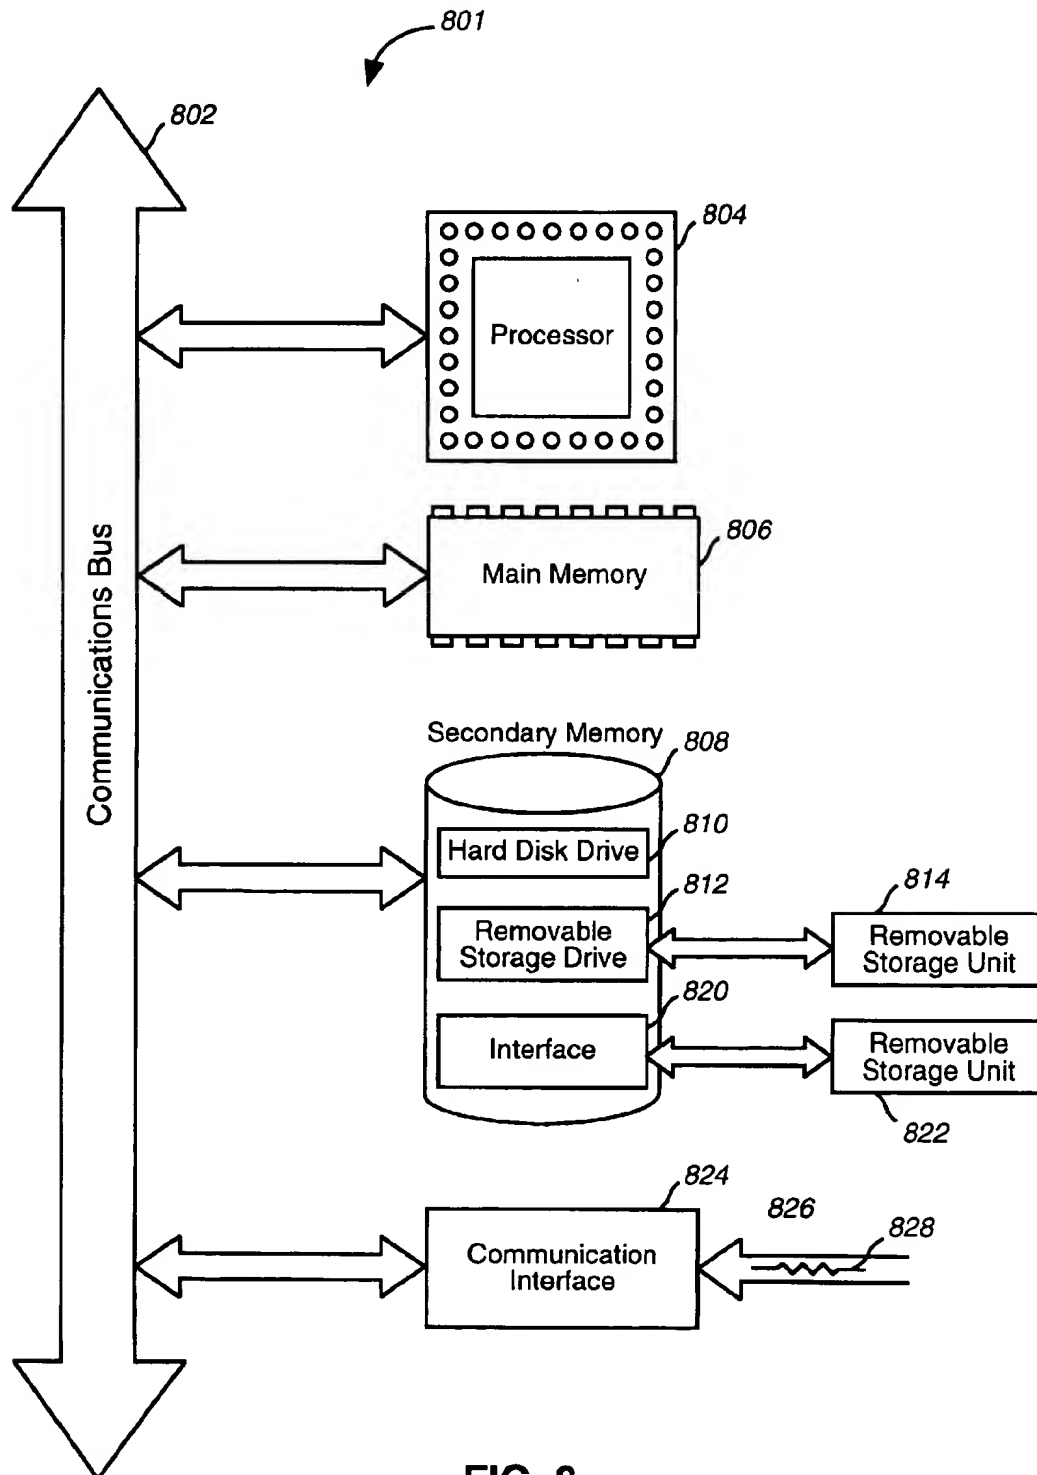 801
802
804
Processor
806
Main Memory
Communications Bus
Secondary Memory
808
Hard Disk Drive
810
812
Removable
Storage Drive
814
Removable
Storage Unit
820
Interface
Removable
Storage Unit
822
824
Communication
Interface
826
828